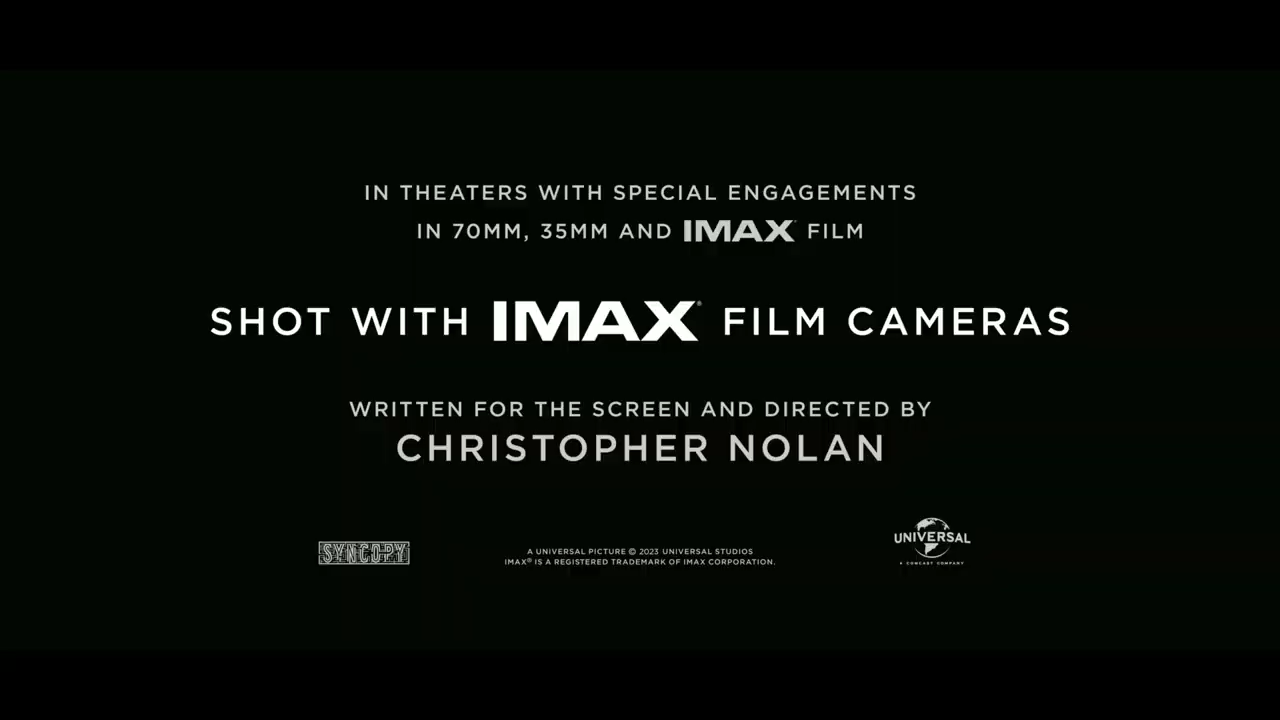 IN THEATERS WITH SPECIAL ENGAGEMENTS
IN 70MM, 35MM AND IMAX® FILM
SHOT WITH IMAX® FILM CAMERAS
WRITTEN FOR THE SCREEN AND DIRECTED BY
CHRISTOPHER NOLAN
SYNCOPY
A UNIVERSAL PICTURE © 2023 UNIVERSAL STUDIOS
IMAX® IS A REGISTERED TRADEMARK OF IMAX CORPORATION.
UNIVERSAL
A COMCAST COMPANY